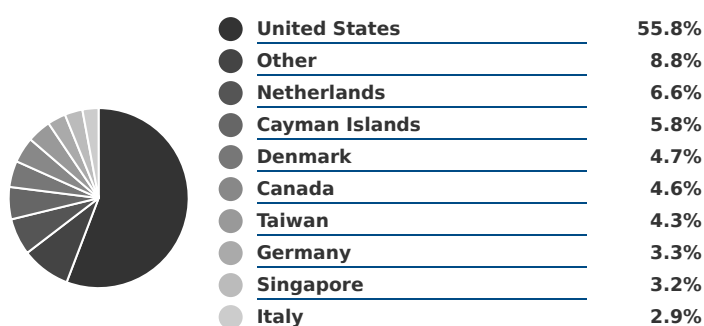 United States 55.8%
Other 8.8%
Netherlands 6.6%
Cayman Islands 5.8%
Denmark 4.7%
Canada 4.6%
Taiwan 4.3%
Germany 3.3%
Singapore 3.2%
Italy 2.9%